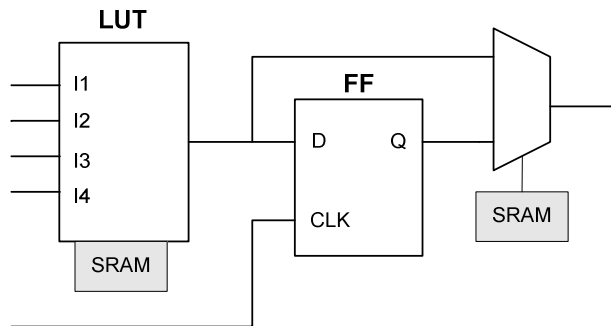 LUT
I1
I2
I3
I4
SRAM
FF
D Q
CLK
SRAM